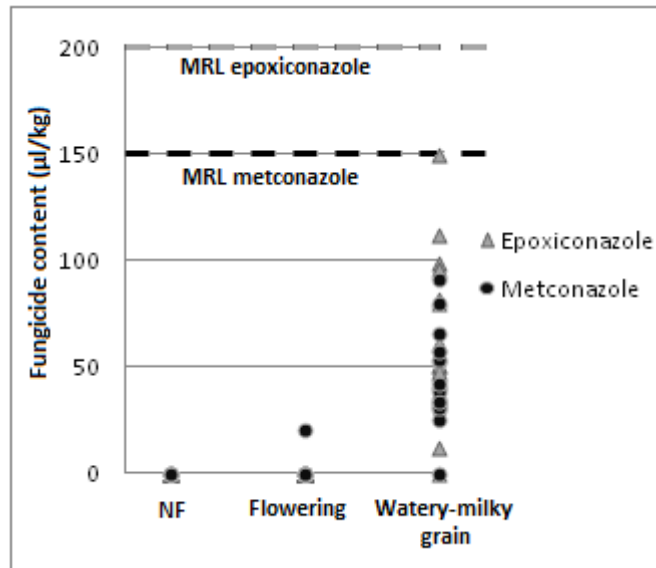 200
MRL epoxiconazole
150
MRL metconazole
Fungicide content (µl/kg)
Epoxiconazole
100
Metconazole
50
0
NF
Flowering
Watery-milky
grain